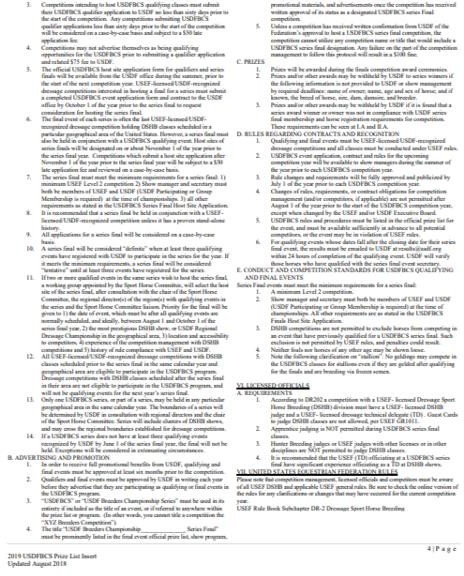 3. Competitions intending to host USDFBCS qualifying classes must submit
their USDFBCS qualifier application to USDF no less than sixty days prior to
the start of the competition. Any competitions submitting USDFBCS
qualifier applications less than sixty days prior to the start of the competition
will be considered on a case-by-case basis and subject to a $50 late
application fee.
4. Competitions may not advertise themselves as being qualifying
opportunities for the USDFBCS prior to submitting a qualifier application
and related $75 fee to USDF.
5. The official USDFBCS host site application form for qualifiers and series
finals will be available from the USDF office during the summer, prior to
the start of the next competition year. USEF-licensed/USDF-recognized
dressage competitions interested in hosting a final for a series must submit
a completed USDFBCS event application form and contract to the USDF
office by October 1 of the year prior to the series final to request
consideration for hosting the series final.
6. The final event of each series is often the last USEF-licensed/USDF-
recognized dressage competition holding DSHB classes scheduled in a
particular geographical area of the United States. However, a series final must
also be held in conjunction with a USDFBCS qualifying event. Host sites of
series finals will be designated on or about November 1 of the year prior to
the series final year. Competitions which submit a host site application after
November 1 of the year prior to the series final year will be subject to a $50
late application fee and reviewed on a case-by-case basis.
7. The series final must meet the minimum requirements for a series final: 1)
minimum USEF Level 2 competition 2) Show manager and secretary must
both be members of USEF and USDF (USDF Participating or Group
Membership is required) at the time of championships. 3) all other
requirements as stated in the USDFBCS Series Final Host Site Application.
8. It is recommended that a series final be held in conjunction with a USEF-
licensed/USDF-recognized competition unless it has a proven stand-alone
history.
9. All applications for a series final will be considered on a case-by-case
basis.
10. A series final will be considered "definite" when at least three qualifying
events have registered with USDF to participate in the series for the year. If
it meets the minimum requirements, a series final will be considered
"tentative" until at least three events have registered for the series.
11. If two or more qualified events in the same series wish to host the series final,
a working group appointed by the Sport Horse Committee, will select the host
site of the series finals, after consultation with the chair of the Sport Horse
Committee, the regional director(s) of the region(s) with qualifying events in
the series and the Sport Horse Committee liaison. Priority for the final will be
given to: 1) the date of event, which must be after all qualifying events are
normally scheduled, and ideally, between August 1 and October 1 of the
series final year, 2) the most prestigious DSHB show, or USDF Regional
Dressage Championship in the geographical area, 3) location and accessibility
to competitors, 4) experience of the competition management with DSHB
competitions and 5) history of rule compliance with USEF and USDF.
12. All USEF-licensed/USDF-recognized dressage competitions with DSHB
classes scheduled prior to the series final in the same calendar year and
geographical area are eligible to participate in the USDFBCS program.
Dressage competitions with DSHB classes scheduled after the series final
in their area are not eligible to participate in the USDFBCS program, and
will not be qualifying events for the next year's series final.
13. Only one USDFBCS series, or part of a series, may be held in any particular
geographical area in the same calendar year. The boundaries of a series will
be determined by USDF in consultation with regional directors and the chair
of the Sport Horse Committee. Series will include clusters of DSHB shows,
and may cross the regional boundaries established for dressage competitions.
14. If a USDFBCS series does not have at least three qualifying events
recognized by USDF by June 1 of the series final year, the final will not be
held. Exceptions will be considered in extenuating circumstances.
B. ADVERTISING AND PROMOTION
1. In order to receive full promotional benefits from USDF, qualifying and
final events must be approved at least six months prior to the competition.
Qualifiers and final events must be approved by USDF in writing each year
before they advertise that they are participating as qualifying or final events in
the USDFBCS program.
3. "USDFBCS" or "USDF Breeders Championship Series" must be used in its
entirety if included as the title of an event, or if referred to anywhere within
the prize list or program. (In other words, you cannot title a competition the
"XYZ Breeders Competition").
4. The title "USDF Breeders Championship ______ Series Final"
must be prominently listed in the final event official prize list, show program,
promotional materials, and advertisements once the competition has received
written approval of its status as a designated USDFBCS series Final
competition.
5. Unless a competition has received written confirmation from USDF of the
Federation's approval to host a USDFBCS series final competition, the
competition cannot utilize any competition name or title that would include a
USDFBCS series final designation. Any failure on the part of the competition
management to follow this protocol will result in a $100 fine.
C. PRIZES
1. Prizes will be awarded during the finals competition award ceremonies.
2. Prizes and/or other awards may be withheld by USDF to series winners if
the following information is not provided to USDF or show management
by required deadlines: name of owner; name, age and sex of horse; and if
known, the breed of horse, sire, dam, damsire, and breeder.
3. Prizes and/or other awards may be withheld by USDF if it is found that a
series award winner or owner was not in compliance with USDF series
final membership and horse registration requirements for competitors.
These requirements can be seen at I.A and II.A.
D. RULES REGARDING CONTRACTS AND RECOGNITION
1. Qualifying and final events must be USEF-licensed/USDF-recognized
dressage competitions and all classes must be conducted under USEF rules.
2. USDFBCS event application, contract and rules for the upcoming
competition year will be available to show managers during the summer of
the year prior to each USDFBCS competition year.
3. Rule changes and requirements will be fully approved and published by
July 1 of the year prior to each USDFBCS competition year.
4. Changes of rules, requirements, or contract obligations for competition
management (and/or competitors, if applicable) are not permitted after
August 1 of the year prior to the start of the USDFBCS competition year,
except when changed by the USEF and/or USDF Executive Board.
5. USDFBCS rules and procedures must be listed in the official prize list for
the event, and must be available sufficiently in advance to all potential
competitors, or the event may be in violation of USEF rules.
6. For qualifying events whose dates fall after the closing date for their series
final event, the results must be emailed to USDF at results@usdf.org
within 24 hours of completion of the qualifying event. USDF will verify
those horses who have qualified with the series final event secretary.
E. CONDUCT AND COMPETITION STANDARDS FOR USDFBCS QUALIFYING
AND FINAL EVENTS
Series Final events must meet the minimum requirements for a series final:
1. A minimum Level 2 competition.
2. Show manager and secretary must both be members of USEF and USDF
(USDF Participating or Group Membership is required) at the time of
championships. All other requirements are as stated in the USDFBCS
Finals Host Site Application.
3. DSHB competitions are not permitted to exclude horses from competing in
an event that have previously qualified for a USDFBCS series final. Such
exclusion is not permitted by USEF rules, and penalties could result.
4. Neither foals nor horses of any other age may be shown loose.
5. Note the following clarification on "stallion": No geldings may compete in
the USDFBCS classes for stallions even if they are gelded after qualifying
for the finals and are breeding via frozen semen.
VI. LICENSED OFFICIALS
A. REQUIREMENTS
1. According to DR202 a competition with a USEF-licensed Dressage Sport
Horse Breeding (DSHB) division must have a USEF-licensed DSHB
judge and a USEF-licensed dressage technical delegate (TD). Guest Cards
to judge DSHB classes are not allowed, per USEF GR1011.
2. Apprentice judging is NOT permitted during USDFBCS series final
classes.
3. Hunter Breeding judges or USEF judges with other licenses or in other
disciplines are NOT permitted to judge DSHB classes.
4. It is recommended that the USEF (TD) officiating at a USDFBCS series
final have significant experience officiating as a TD at DSHB shows.
VII. UNITED STATES EQUESTRIAN FEDERATION RULES
Please note that competition management, licensed officials and competitors must be aware
of all USEF DSHB and applicable USEF general rules. Be sure to check the online version of
the rules for any clarifications or changes that may have occurred for the current competition
year.
USEF Rule Book Subchapter DR-2 Dressage Sport Horse Breeding
4 | Page
2019 USDFBCS Prize List Insert
Updated August 2018